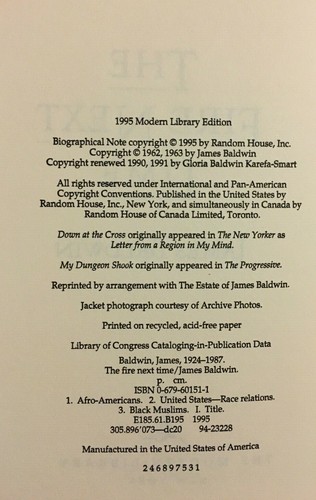 1995 Modern Library Edition
Biographical Note copyright © 1995 by Random House, Inc.
Copyright © 1962, 1963 by James Baldwin
Copyright renewed 1990, 1991 by Gloria Baldwin Karefa-Smart
All rights reserved under International and Pan-American
Copyright Conventions. Published in the United States by
Random House, Inc., New York, and simultaneously in Canada by
Random House of Canada Limited, Toronto.
Down at the Cross originally appeared in The New Yorker as
Letter from a Region in My Mind.
My Dungeon Shook originally appeared in The Progressive.
Reprinted by arrangement with The Estate of James Baldwin.
Jacket photograph courtesy of Archive Photos.
Printed on recycled, acid-free paper
Library of Congress Cataloging-in-Publication Data
Baldwin, James, 1924-1987.
The fire next time/James Baldwin.
p. cm.
ISBN 0-679-60151-1
1. Afro-Americans. 2. United States—Race relations.
3. Black Muslims. I. Title.
E185.61.B195 1995
305.896'073—dc20 94-23228
Manufactured in the United States of America
246897531